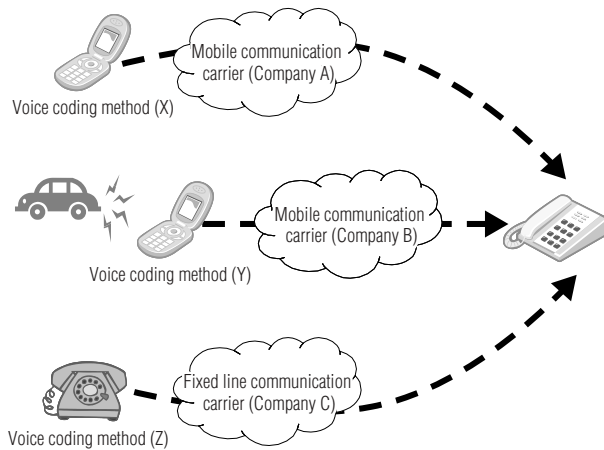 Mobile communication
carrier (Company A)
Voice coding method (X)
Mobile communication
carrier (Company B)
Voice coding method (Y)
Fixed line communication
carrier (Company C)
Voice coding method (Z)